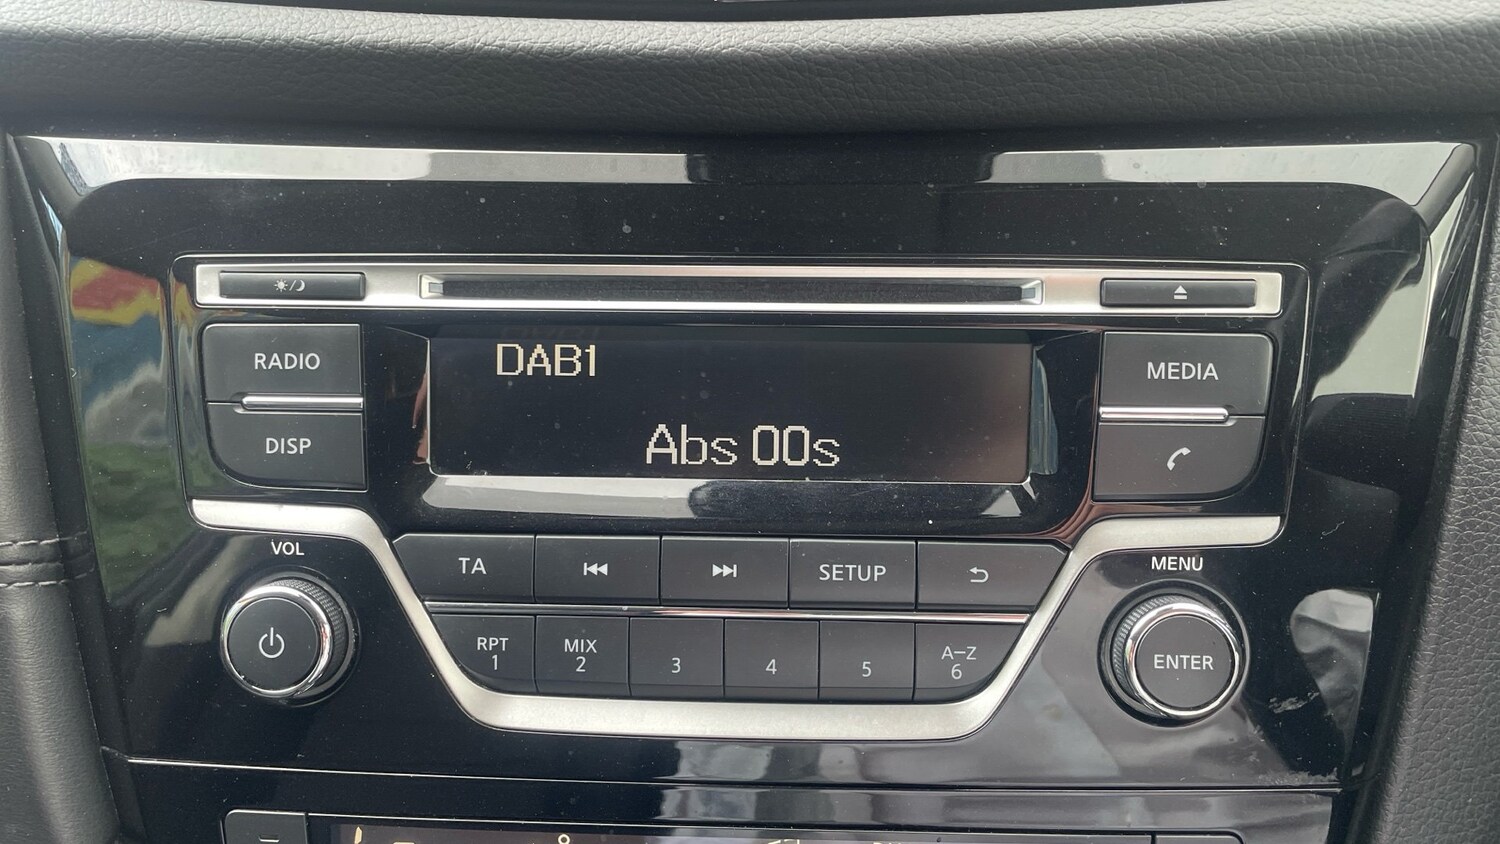 RADIO
DAB1
MEDIA
DISP
Abs 00s
VOL
TA
SETUP
MENU
RPT
1
MIX
2
3
4
5
A-Z
6
ENTER